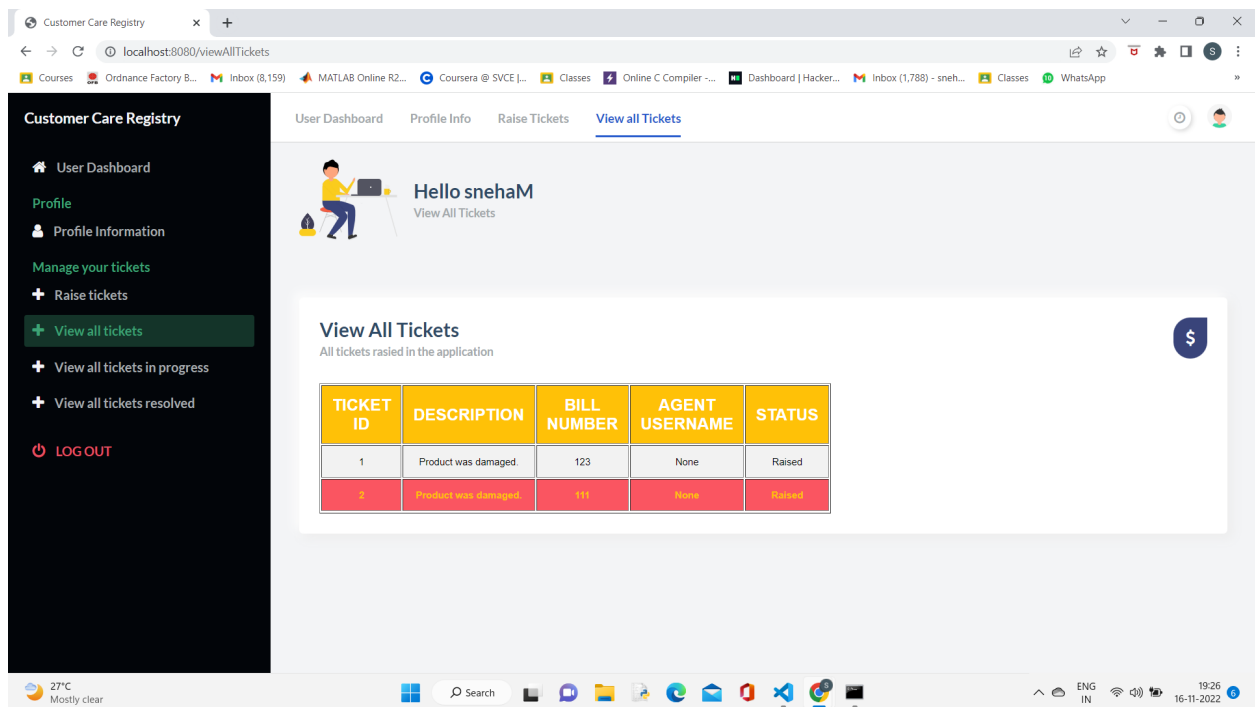 Customer Care Registry
localhost:8080/viewAllTickets
S
Courses Ordnance Factory B... Inbox (8,159) MATLAB Online R2... Coursera @ SVCE |... Classes Online C Compiler -... Dashboard | Hacker... Inbox (1,788) - sneh... Classes WhatsApp »
Customer Care Registry
User Dashboard Profile Info Raise Tickets View all Tickets
User Dashboard
Profile
Profile Information
Manage your tickets
Raise tickets
View all tickets
View all tickets in progress
View all tickets resolved
LOG OUT
Hello snehaM
View All Tickets
View All Tickets
All tickets rasied in the application
$
TICKET ID DESCRIPTION BILL NUMBER AGENT USERNAME STATUS
1 Product was damaged. 123 None Raised
2 Product was damaged. 111 None Raised
27°C
Mostly clear
Search
ENG
IN
19:26
16-11-2022
6